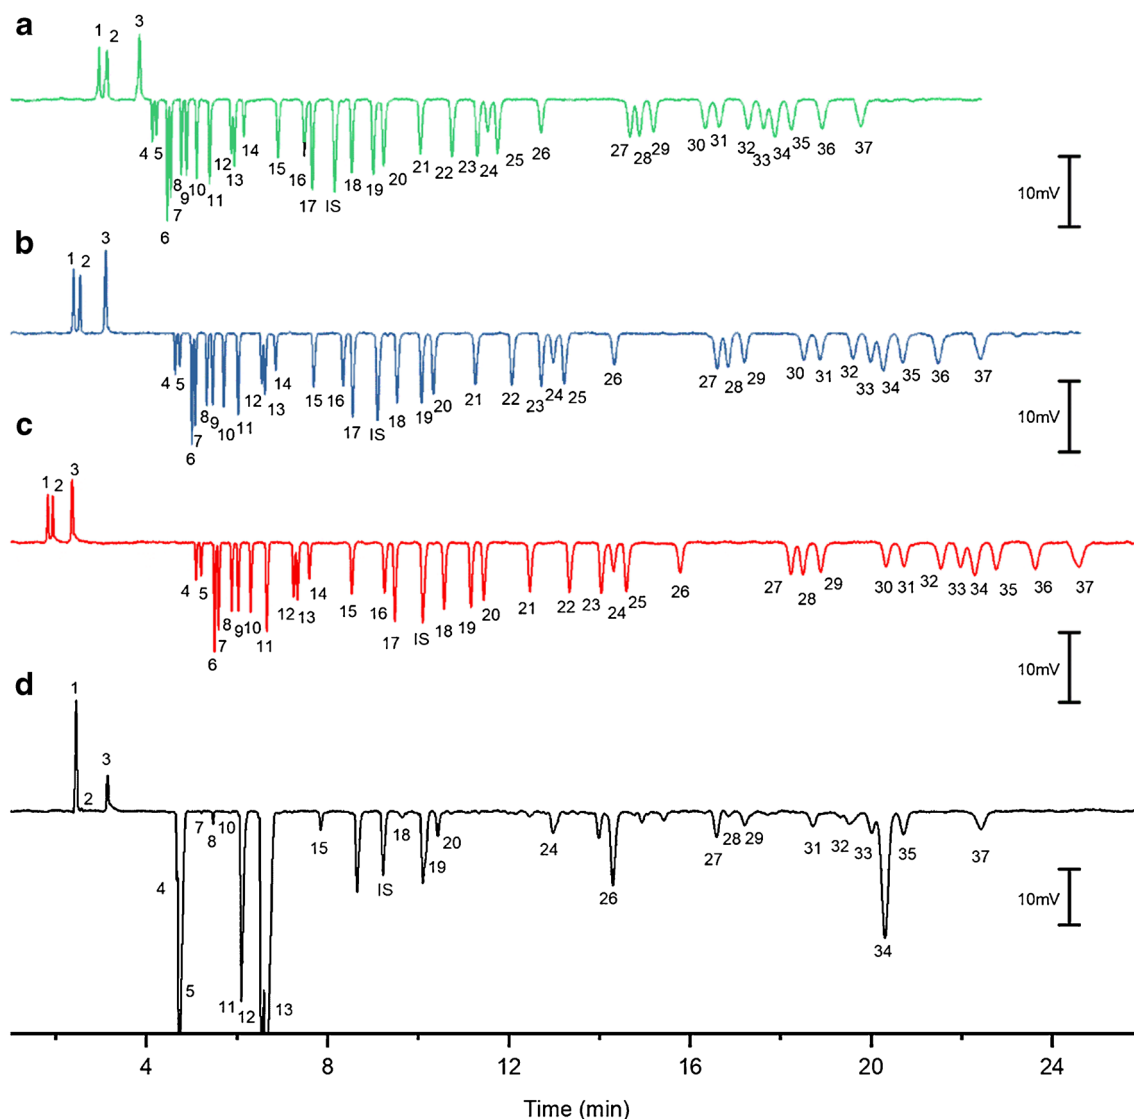 a
1 2 3
4 5 6 7 8 9 10 11 12 13 14 15 16 17 IS 18 19 20 21 22 23 24 25 26 27 28 29 30 31 32 33 34 35 36 37
10mV
b
1 2 3
4 5 6 7 8 9 10 11 12 13 14 15 16 17 IS 18 19 20 21 22 23 24 25 26 27 28 29 30 31 32 33 34 35 36 37
10mV
c
1 2 3
4 5 6 7 8 9 10 11 12 13 14 15 16 17 IS 18 19 20 21 22 23 24 25 26 27 28 29 30 31 32 33 34 35 36 37
10mV
d
1 2 3
4 5 7 8 10 11 12 13 15 IS 18 19 20 24 26 27 28 29 31 32 33 34 35 37
10mV
4 8 12 16 20 24
Time (min)